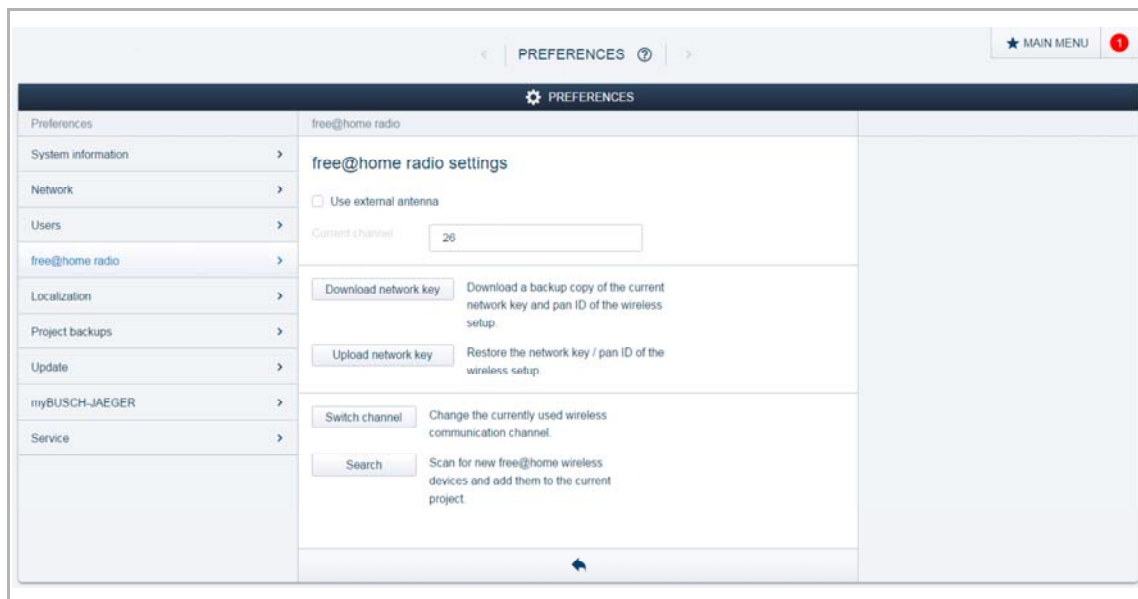 PREFERENCES
MAIN MENU
1
PREFERENCES
Preferences
free@home radio
System information
Network
Users
free@home radio
Localization
Project backups
Update
myBUSCH-JAEGER
Service
free@home radio settings
Use external antenna
Current channel
26
Download network key
Download a backup copy of the current
network key and pan ID of the wireless
setup.
Upload network key
Restore the network key / pan ID of the
wireless setup.
Switch channel
Change the currently used wireless
communication channel.
Search
Scan for new free@home wireless
devices and add them to the current
project.